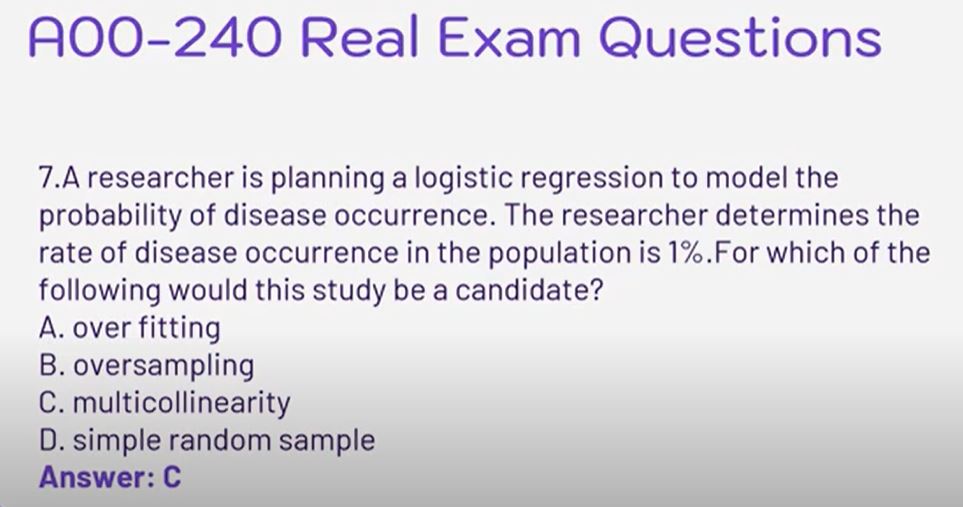 A00-240 Real Exam Questions
7.A researcher is planning a logistic regression to model the
probability of disease occurrence. The researcher determines the
rate of disease occurrence in the population is 1%.For which of the
following would this study be a candidate?
A. over fitting
B. oversampling
C. multicollinearity
D. simple random sample
Answer: C